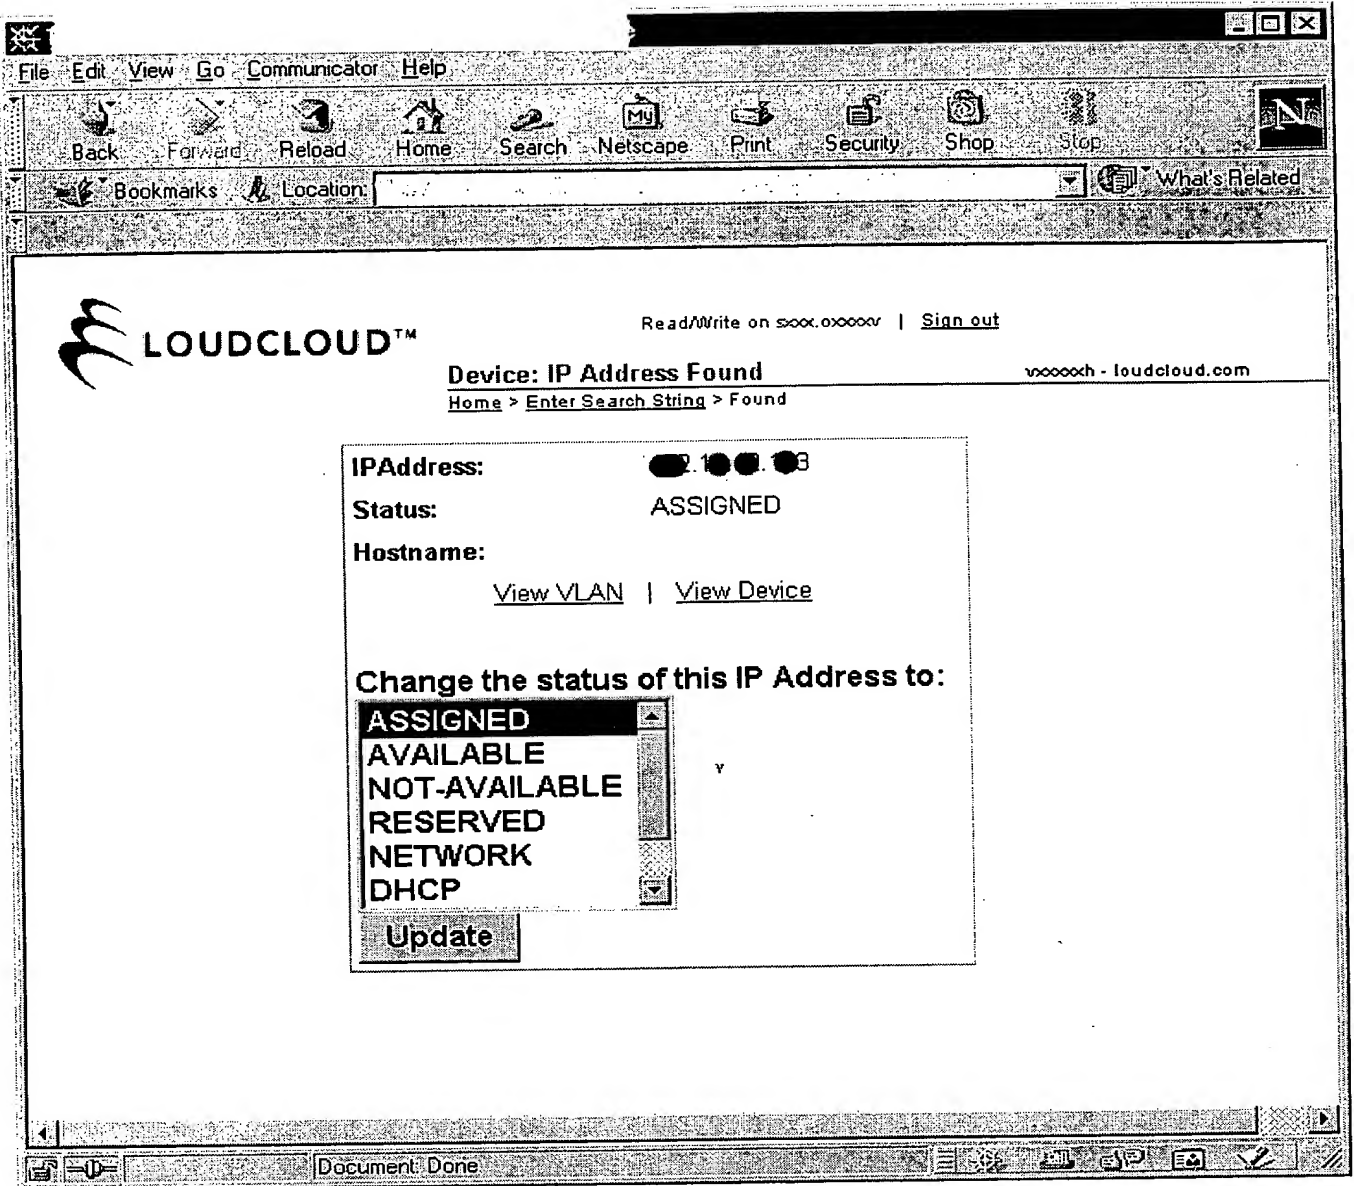 File Edit View Go Communicator Help
Back Forward Reload Home Search My Netscape Print Security Shop Stop N
Bookmarks Location: What's Related
LOUDCLOUD™
Read/Write on | Sign out
Device: IP Address Found
- loudcloud.com
Home > Enter Search String > Found
IPAddress:
Status: ASSIGNED
Hostname:
View VLAN | View Device
Change the status of this IP Address to:
ASSIGNED
AVAILABLE
NOT-AVAILABLE
RESERVED
NETWORK
DHCP
Update
Document: Done